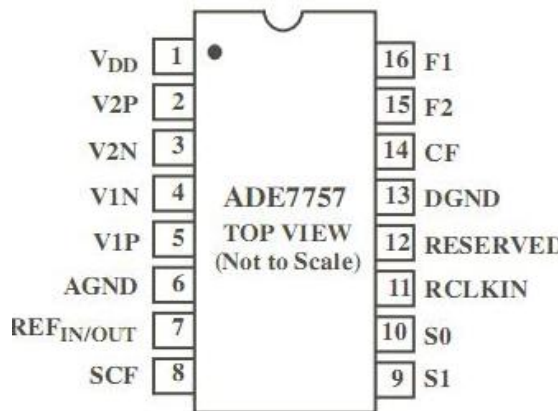 VDD 1 16 F1
V2P 2 15 F2
V2N 3 14 CF
V1N 4 ADE7757 13 DGND
V1P 5 TOP VIEW 12 RESERVED
(Not to Scale)
AGND 6 11 RCLKIN
REFIN/OUT 7 10 S0
SCF 8 9 S1